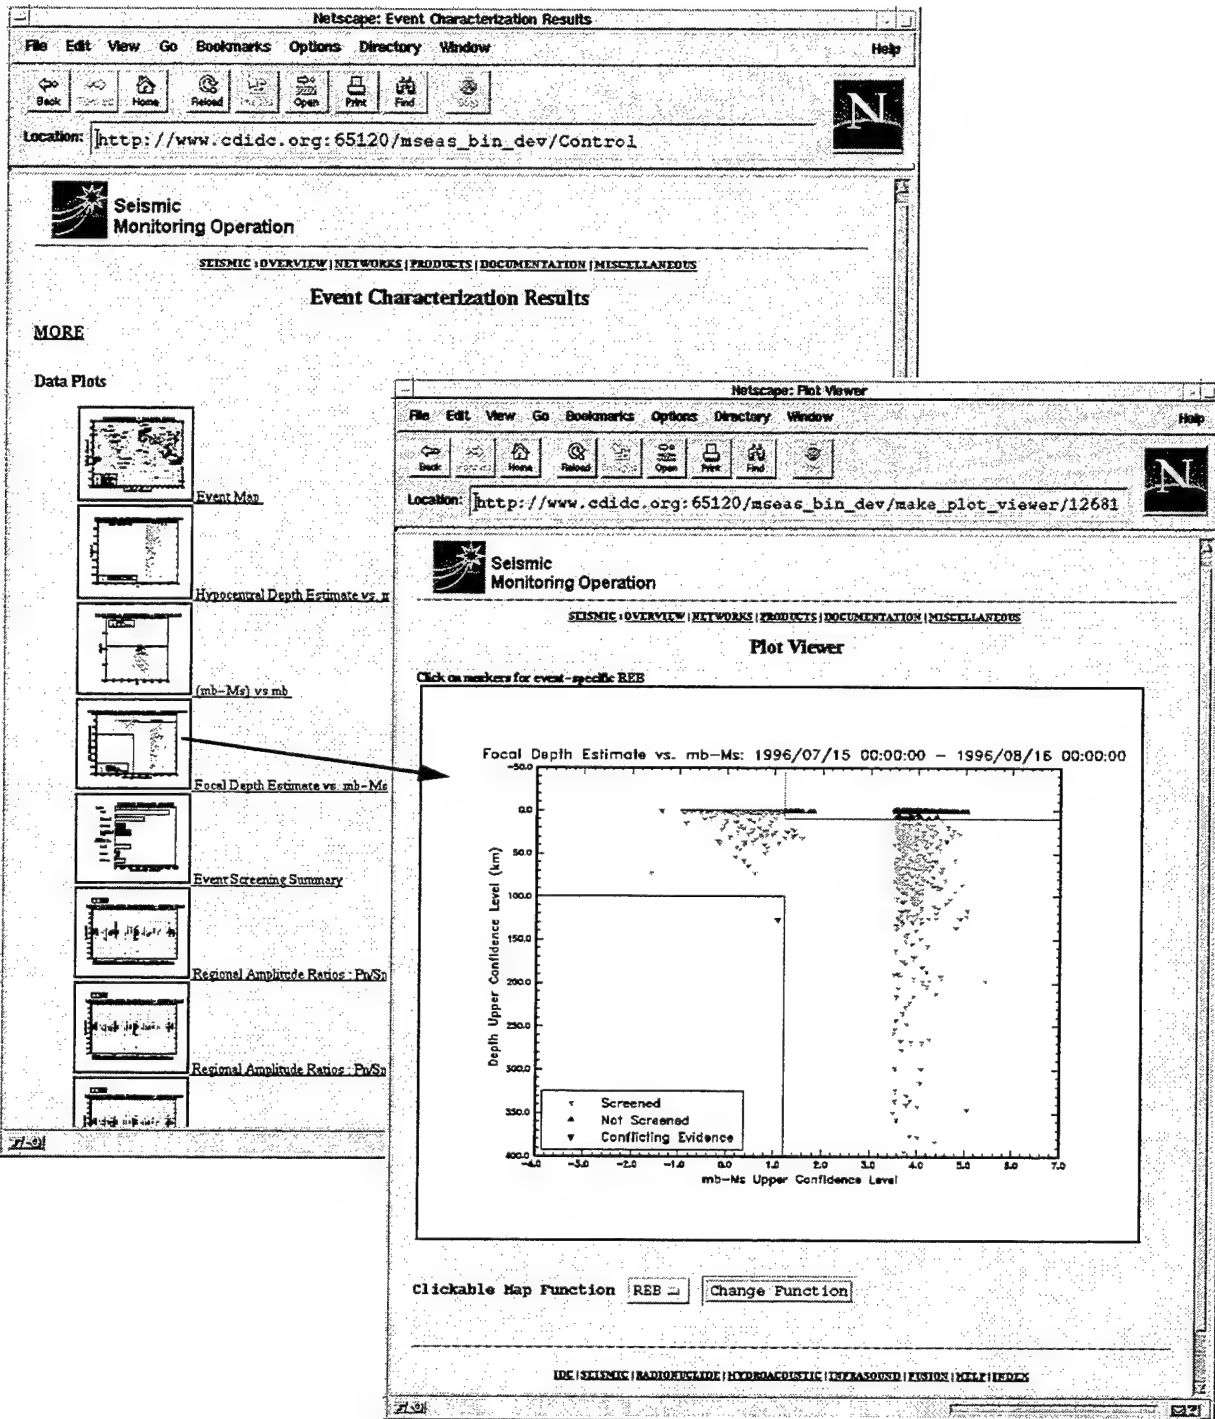 Netscape: Event Characterization Results
File Edit View Go Bookmarks Options Directory Window Help
Back Home Reload Open Print Find
Location: http://www.cdidc.org:65120/mseas_bin_dev/Control
N
Seismic
Monitoring Operation
SEISMIC : OVERVIEW | NETWORKS | PRODUCTS | DOCUMENTATION | MISCELLANEOUS
Event Characterization Results
MORE
Data Plots
Event Map
Hypocentral Depth Estimate vs. m
(mb-Ms) vs mb
Focal Depth Estimate vs. mb-Ms
Event Screening Summary
Regional Amplitude Ratios : Pn/Sn
Regional Amplitude Ratios : Pn/Sn
Netscape: Plot Viewer
File Edit View Go Bookmarks Options Directory Window Help
Back Home Reload Open Print Find
Location: http://www.cdidc.org:65120/mseas_bin_dev/make_plot_viewer/12681
N
Seismic
Monitoring Operation
SEISMIC : OVERVIEW | NETWORKS | PRODUCTS | DOCUMENTATION | MISCELLANEOUS
Plot Viewer
Click on markers for event-specific REB
Focal Depth Estimate vs. mb-Ms: 1996/07/15 00:00:00 - 1996/08/15 00:00:00
-50.0
0.0
50.0
100.0
150.0
200.0
250.0
300.0
350.0
400.0
Depth Upper Confidence Level (km)
Screened
Not Screened
Conflicting Evidence
-4.0 -3.0 -2.0 -1.0 0.0 1.0 2.0 3.0 4.0 5.0 6.0 7.0
mb-Ms Upper Confidence Level
Clickable Map Function REB Change Function
IDC | SEISMIC | RADIONUCLIDE | HYDROACOUSTIC | INFRASOUND | FUSION | HELP | INDEX